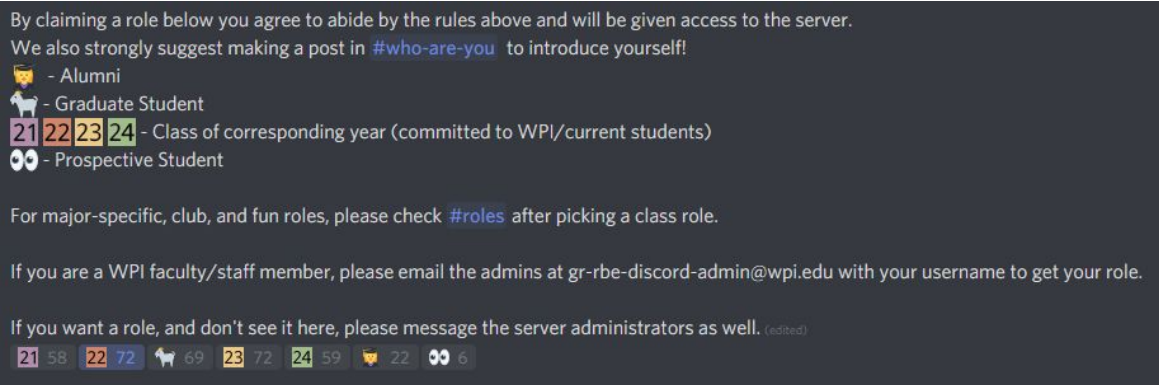 By claiming a role below you agree to abide by the rules above and will be given access to the server.
We also strongly suggest making a post in #who-are-you to introduce yourself!
- Alumni
- Graduate Student
21 22 23 24 - Class of corresponding year (committed to WPI/current students)
- Prospective Student
For major-specific, club, and fun roles, please check #roles after picking a class role.
If you are a WPI faculty/staff member, please email the admins at gr-rbe-discord-admin@wpi.edu with your username to get your role.
If you want a role, and don't see it here, please message the server administrators as well. (edited)
21 58 22 72 69 23 72 24 59 22 6